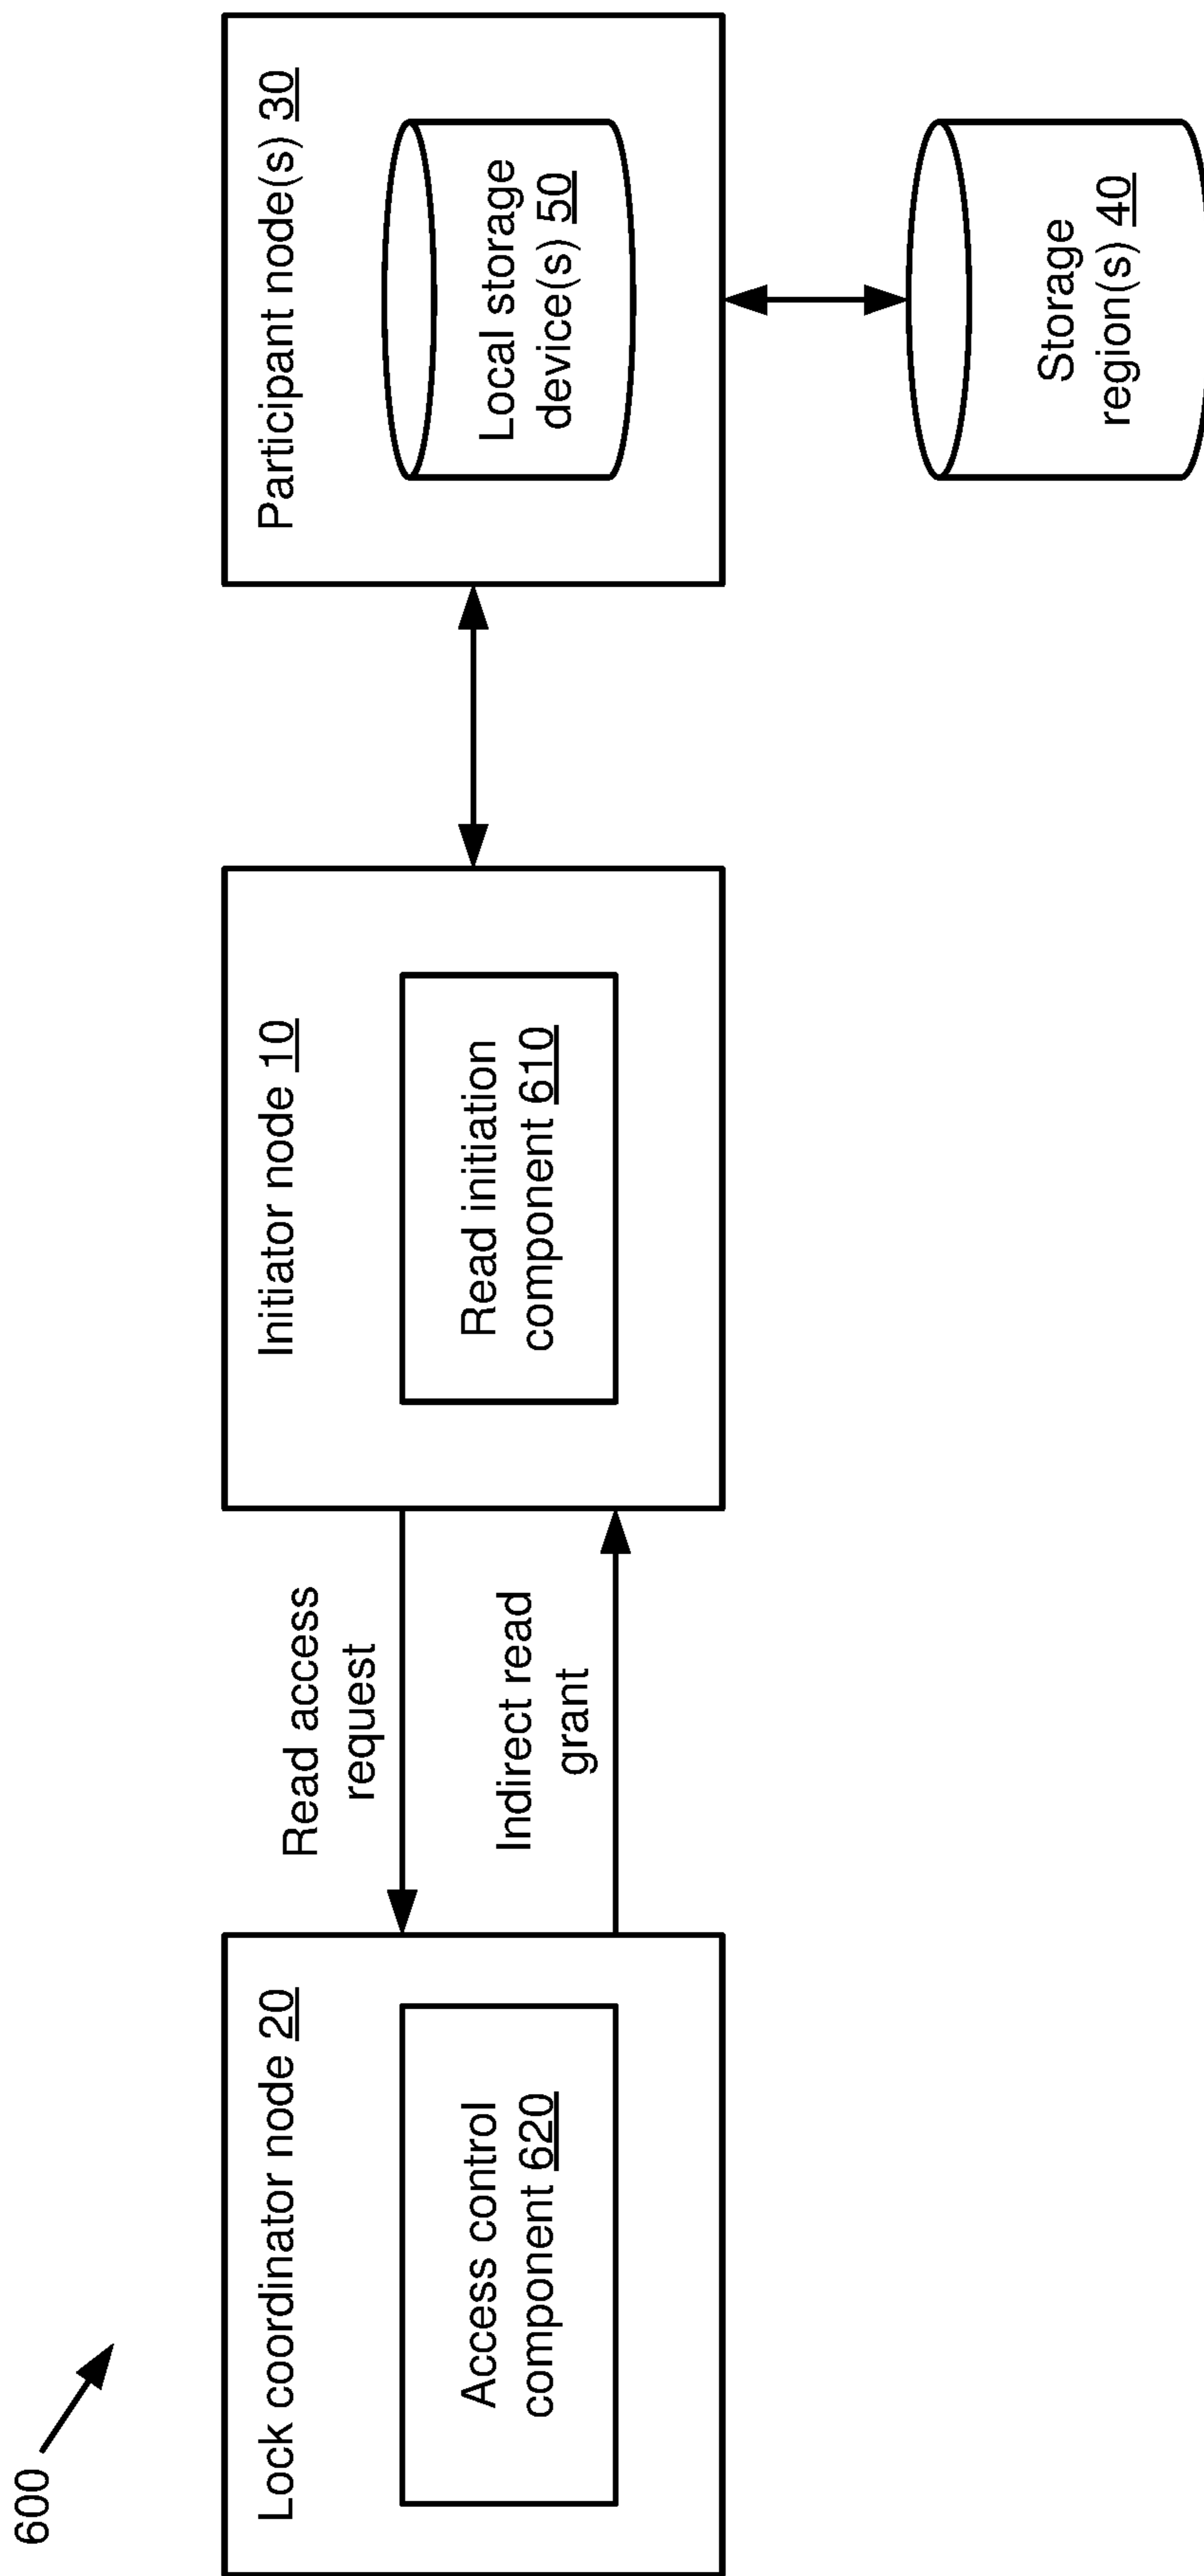 600
Lock coordinator node 20
Access control
component 620
Read access
request
Indirect read
grant
Initiator node 10
Read initiation
component 610
Participant node(s) 30
Local storage
device(s) 50
Storage
region(s) 40